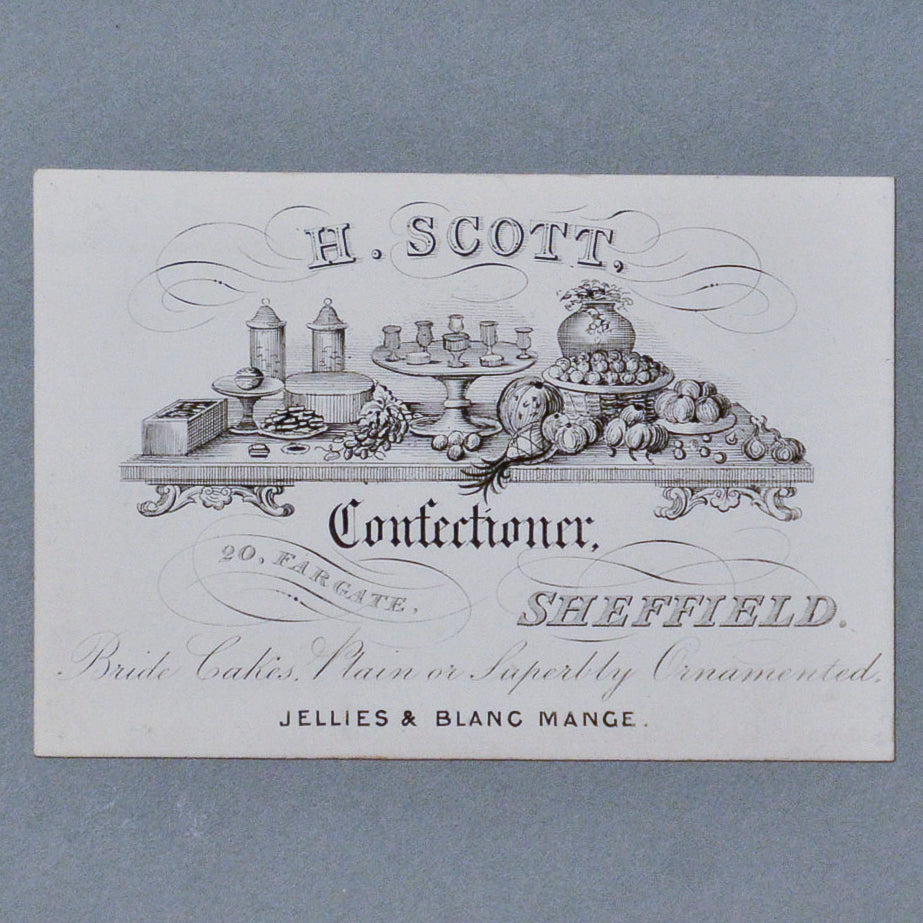 H. SCOTT,
Confectioner,
20, FARGATE,
SHEFFIELD.
Bride Cakes, Plain or Superbly Ornamented.
JELLIES & BLANC MANGE.